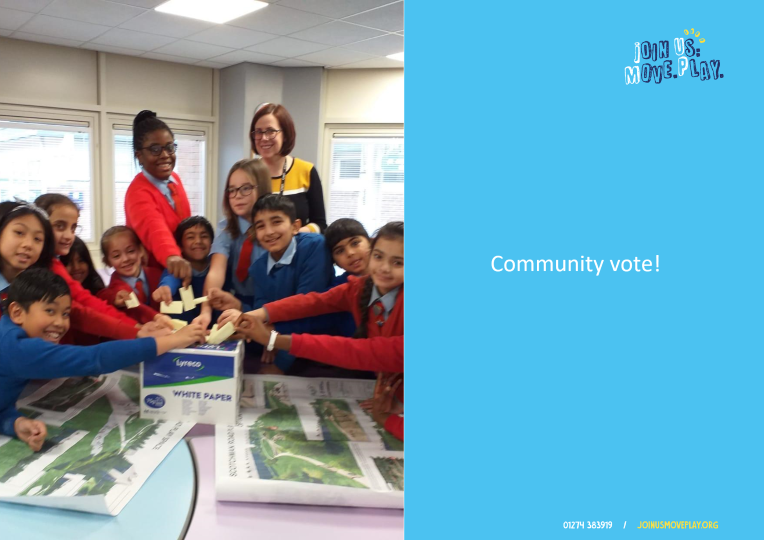 JOIN US:
MOVE. PLAY.
Community vote!
Lyreco
WHITE PAPER
01274 383919 / JOINUSMOVEPLAY.ORG